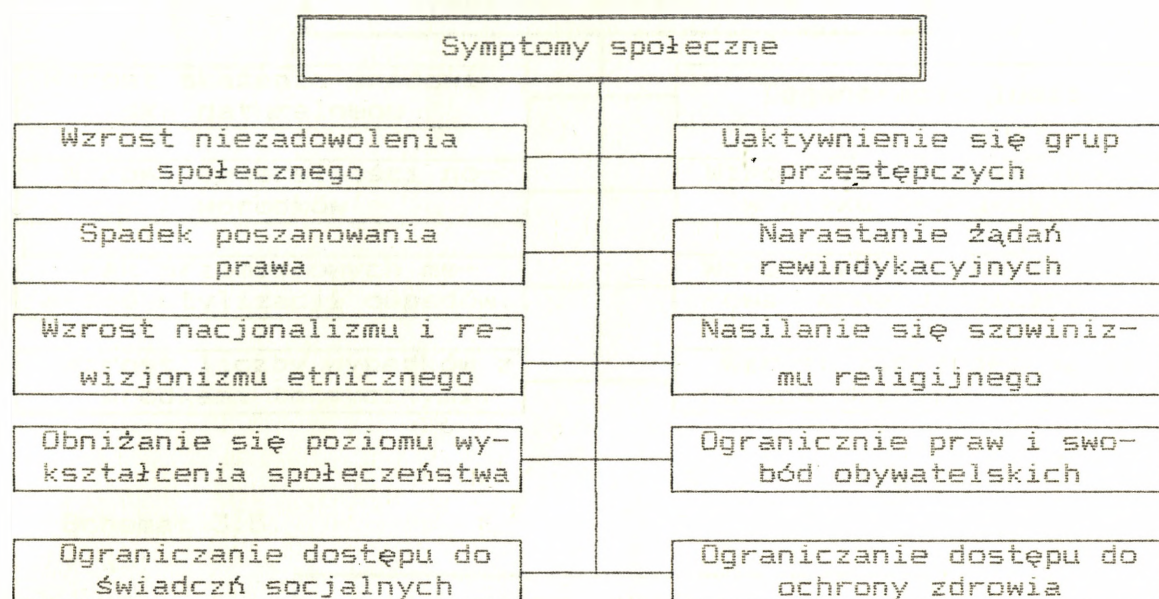 Symptomy społeczne
Wzrost niezadowolenia
społecznego
Uaktywnienie się grup
przestępczych
Spadek poszanowania
prawa
Narastanie żądań
rewindykacyjnych
Wzrost nacjonalizmu i re-
wizjonizmu etnicznego
Nasilanie się szowiniz-
mu religijnego
Obniżanie się poziomu wy-
kształcenia społeczeństwa
Ogranicznie praw i swo-
bód obywatelskich
Ograniczanie dostępu do
świadczń socjalnych
Ograniczanie dostępu do
ochrony zdrowia